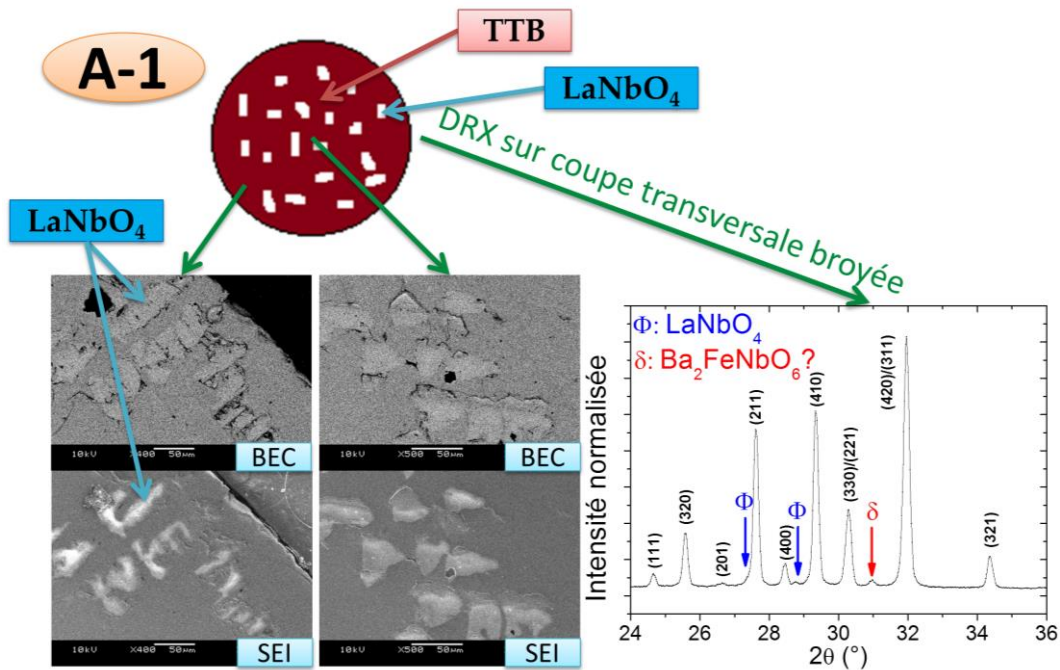 A-1
TTB
LaNbO₄
DRX sur coupe transversale broyée
LaNbO₄
10kV X400 50µm BEC
10kV X500 50µm BEC
10kV X400 50µm SEI
10kV X500 50µm SEI
Φ: LaNbO₄
δ: Ba₂FeNbO₆?
Intensité normalisée
(111)
(320)
(201)
Φ
(211)
(400)
Φ
(410)
(330)/(221)
δ
(420)/(311)
(321)
24 26 28 30 32 34 36
2θ (°)